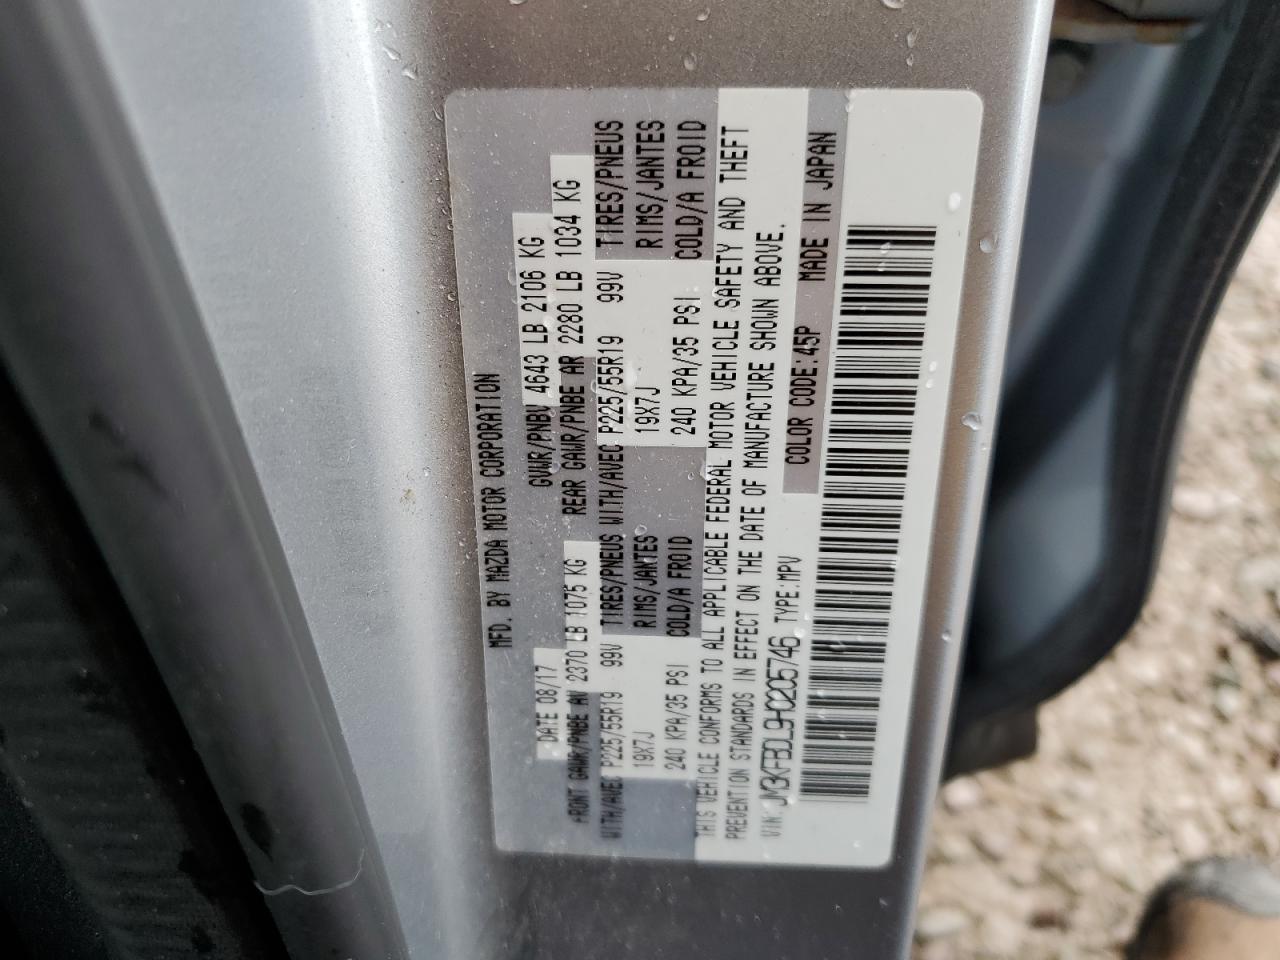 MFD. BY MAZDA MOTOR CORPORATION
DATE 08/17 GVWR/PNBV 4643 LB 2106 KG
FRONT GAWR/PNBE AV 2370 LB 1075 KG REAR GAWR/PNBE AR 2280 LB 1034 KG
WITH/AVEC P225/55R19 99V TIRES/PNEUS WITH/AVEC P225/55R19 99V TIRES/PNEUS
19X7J RIMS/JANTES 19X7J RIMS/JANTES
240 KPA/35 PSI COLD/A FROID 240 KPA/35 PSI COLD/A FROID
THIS VEHICLE CONFORMS TO ALL APPLICABLE FEDERAL MOTOR VEHICLE SAFETY AND THEFT
PREVENTION STANDARDS IN EFFECT ON THE DATE OF MANUFACTURE SHOWN ABOVE.
VIN: JM3KFBDL9H0205746 TYPE:MPV COLOR CODE:45P MADE IN JAPAN